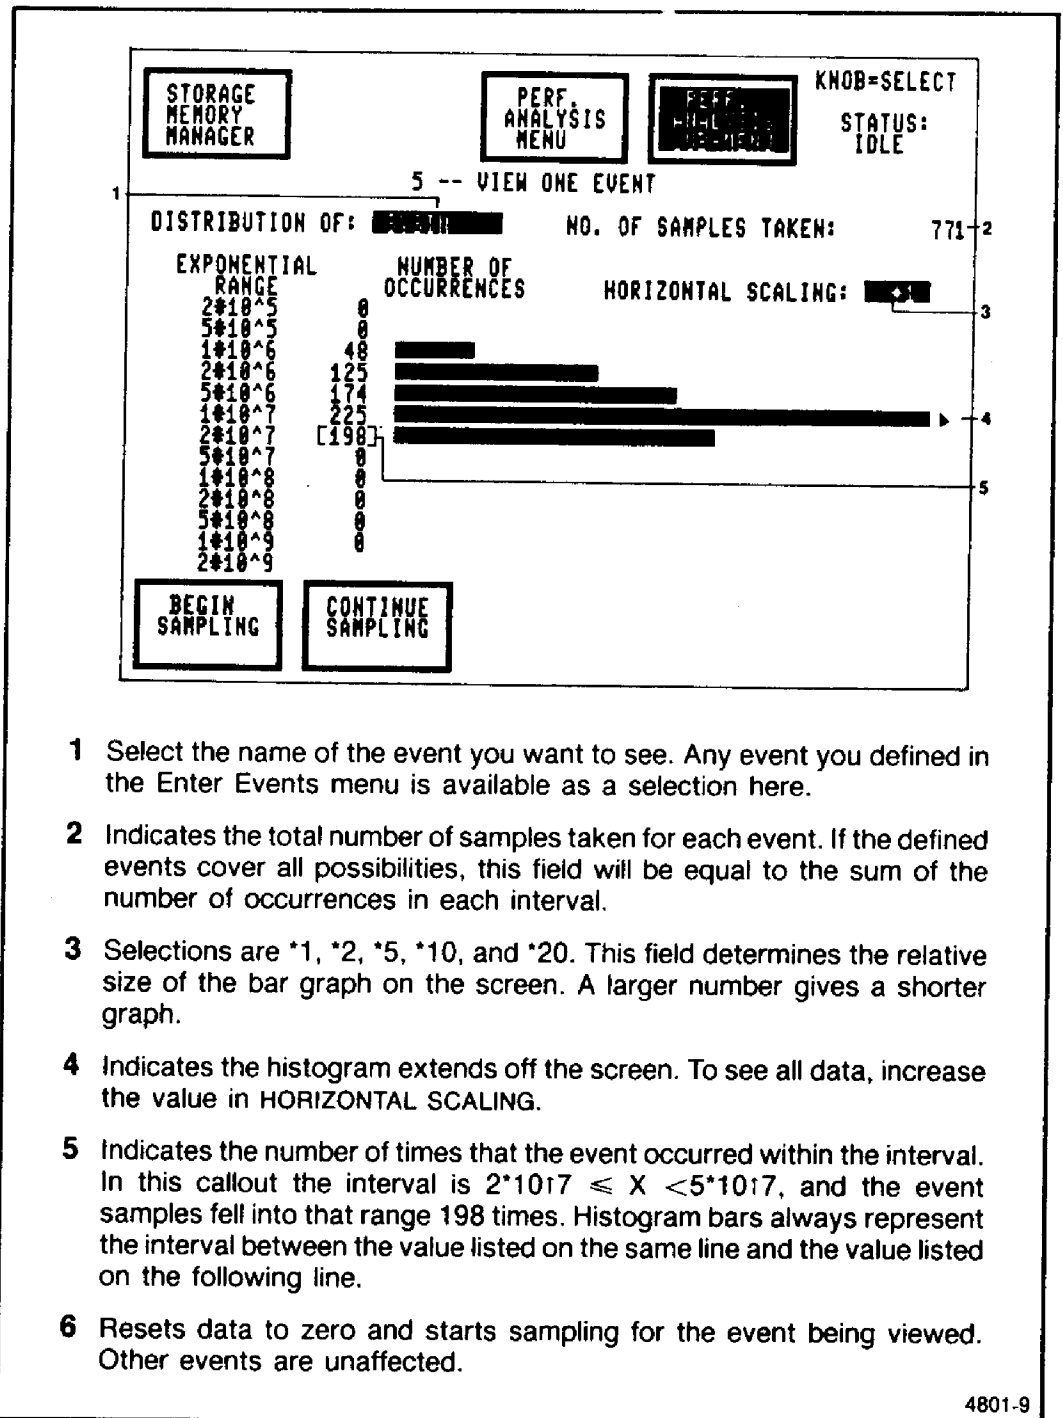 STORAGE
MEMORY
MANAGER
PERF.
ANALYSIS
MENU
KNOB=SELECT
STATUS:
IDLE
5 -- VIEW ONE EVENT
1
DISTRIBUTION OF:
NO. OF SAMPLES TAKEN: 771
2
EXPONENTIAL
RANGE
NUMBER OF
OCCURRENCES
HORIZONTAL SCALING:
3
2*10^5 0
5*10^5 0
1*10^6 48
2*10^6 125
5*10^6 174
1*10^7 225
4
2*10^7 [198]
5*10^7 0
1*10^8 0
5
2*10^8 0
5*10^8 0
1*10^9 0
2*10^9
BEGIN
SAMPLING
CONTINUE
SAMPLING
1 Select the name of the event you want to see. Any event you defined in
the Enter Events menu is available as a selection here.
2 Indicates the total number of samples taken for each event. If the defined
events cover all possibilities, this field will be equal to the sum of the
number of occurrences in each interval.
3 Selections are *1, *2, *5, *10, and *20. This field determines the relative
size of the bar graph on the screen. A larger number gives a shorter
graph.
4 Indicates the histogram extends off the screen. To see all data, increase
the value in HORIZONTAL SCALING.
5 Indicates the number of times that the event occurred within the interval.
In this callout the interval is 2*10↑7 ⩽ X <5*10↑7, and the event
samples fell into that range 198 times. Histogram bars always represent
the interval between the value listed on the same line and the value listed
on the following line.
6 Resets data to zero and starts sampling for the event being viewed.
Other events are unaffected.
4801-9